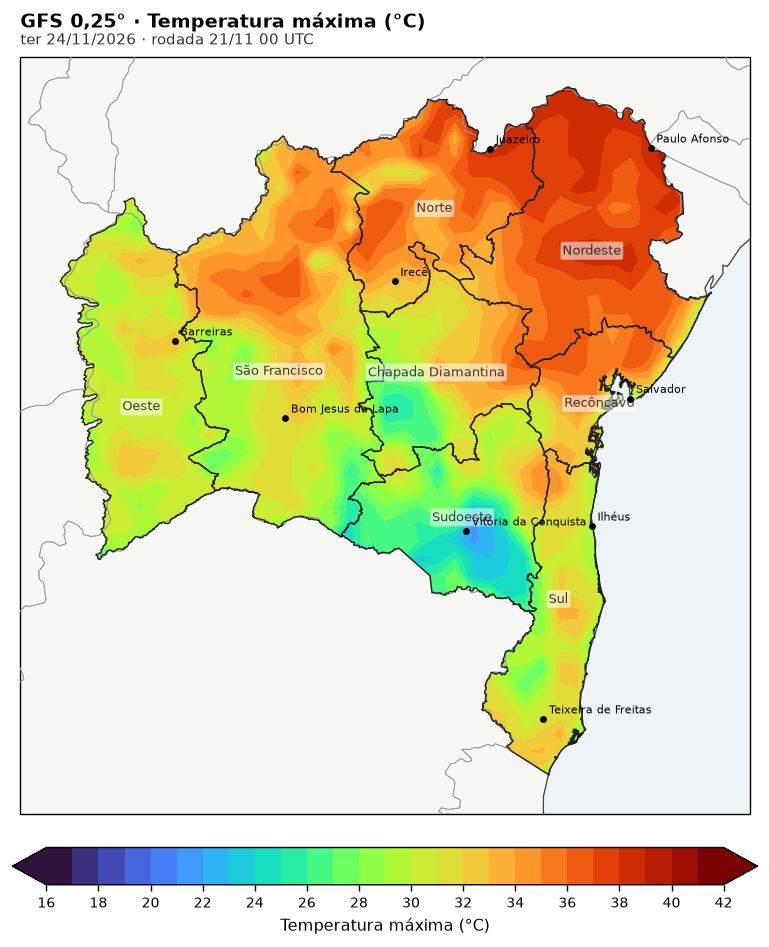 GFS 0,25° · Temperatura máxima (°C)
ter 24/11/2026 · rodada 21/11 00 UTC
Juazeiro
Paulo Afonso
Norte
Nordeste
Irecê
Barreiras
São Francisco
Chapada Diamantina
Salvador
Oeste
Recôncavo
Bom Jesus da Lapa
Sudoeste
Vitória da Conquista
Ilhéus
Sul
Teixeira de Freitas
16 18 20 22 24 26 28 30 32 34 36 38 40 42
Temperatura máxima (°C)